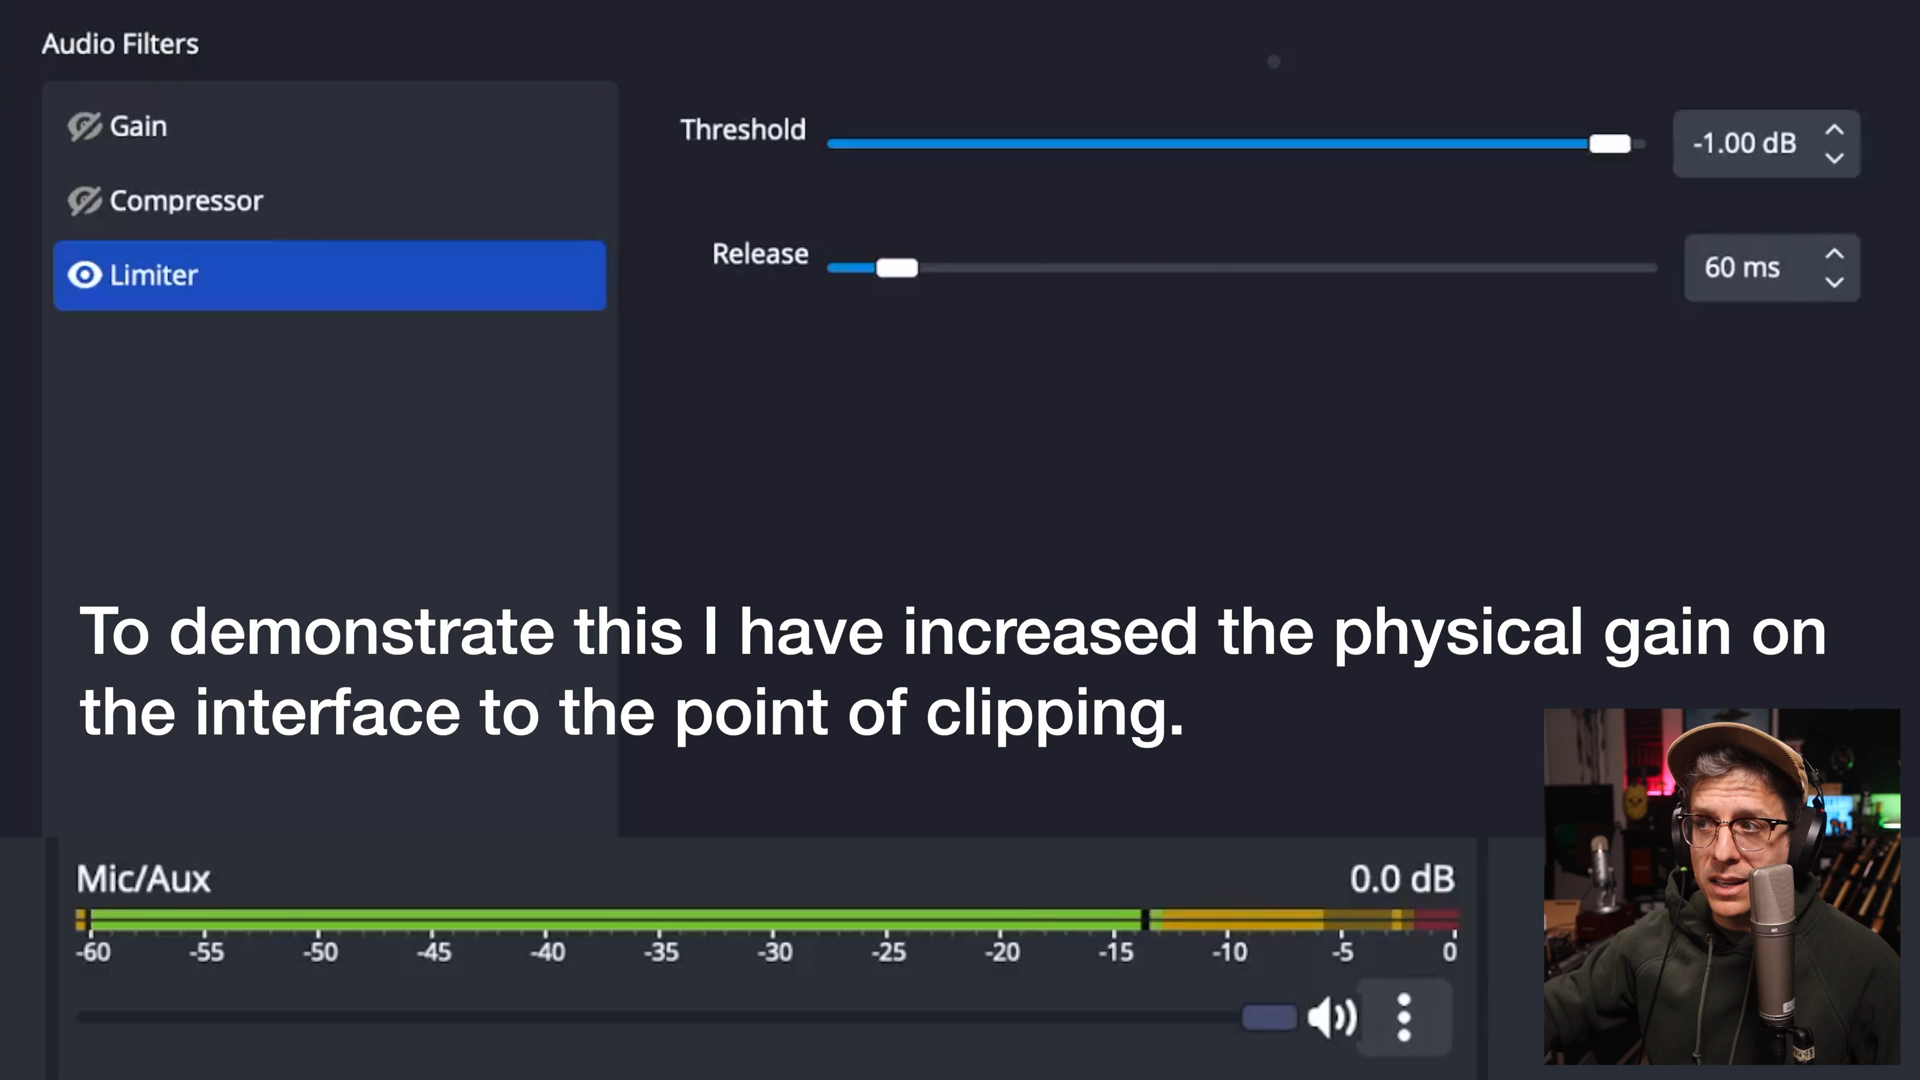 Audio Filters
Gain
Compressor
Limiter
Threshold
-1.00 dB
Release
60 ms
To demonstrate this I have increased the physical gain on
the interface to the point of clipping.
Mic/Aux
0.0 dB
-60 -55 -50 -45 -40 -35 -30 -25 -20 -15 -10 -5 0